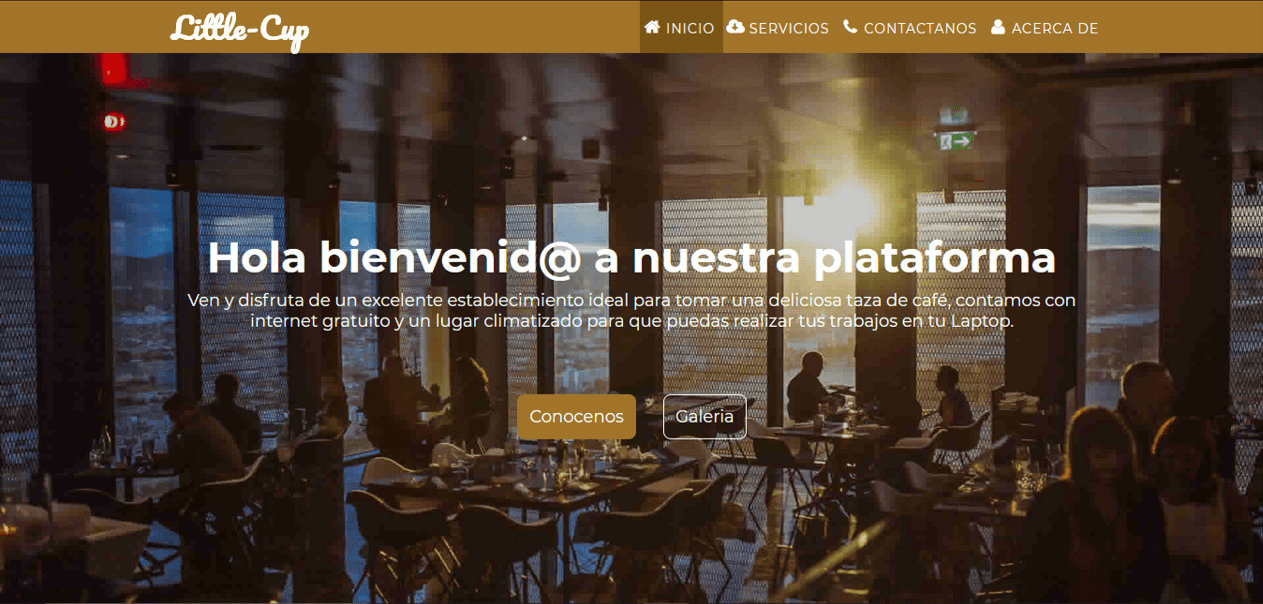 Little-Cup
INICIO SERVICIOS CONTACTANOS ACERCA DE
Hola bienvenid@ a nuestra plataforma
Ven y disfruta de un excelente establecimiento ideal para tomar una deliciosa taza de café, contamos con
internet gratuito y un lugar climatizado para que puedas realizar tus trabajos en tu Laptop.
Conocenos Galeria